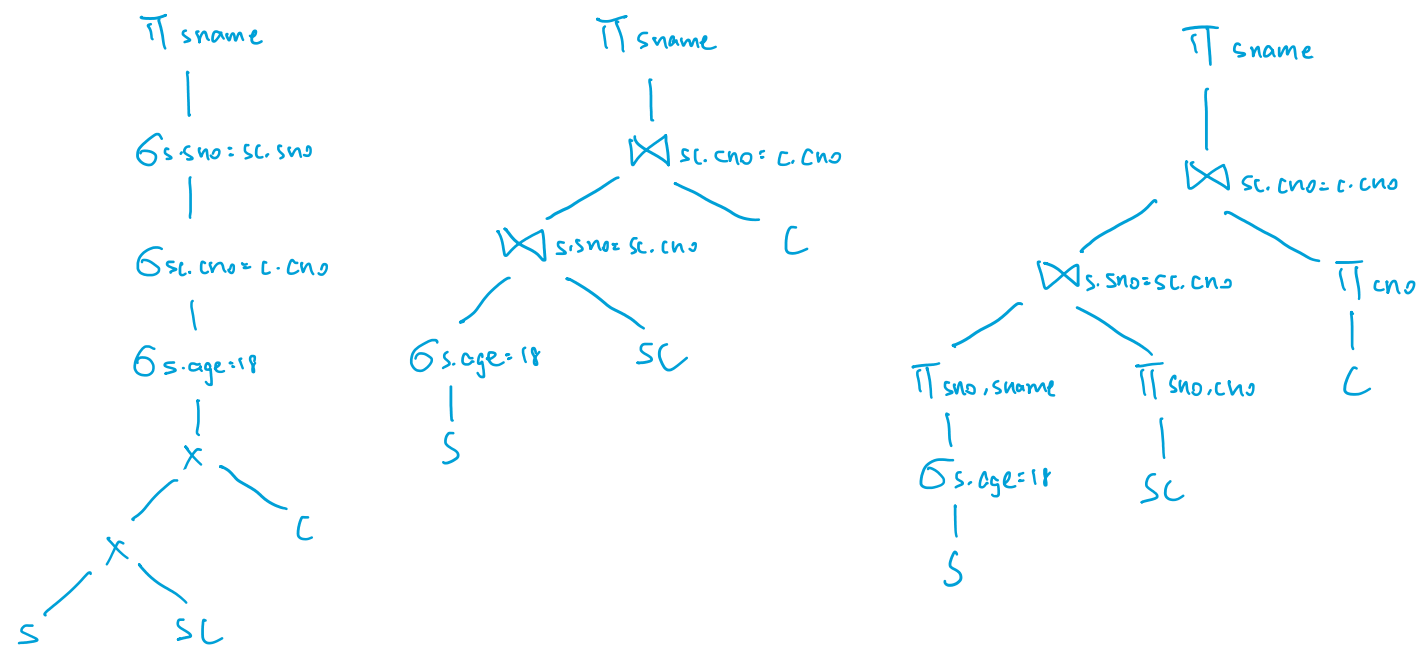 Π sname
σ s.sno=sc.sno
σ sc.cno=c.cno
σ s.age=18
X
C
X
S
SC
Π sname
⋈ sc.cno=c.cno
⋈ s.sno=sc.cno
C
σ s.age=18
SC
S
Π sname
⋈ sc.cno=c.cno
⋈ s.sno=sc.cno
Π cno
Π sno,sname
Π sno,cno
C
σ s.age=18
SC
S